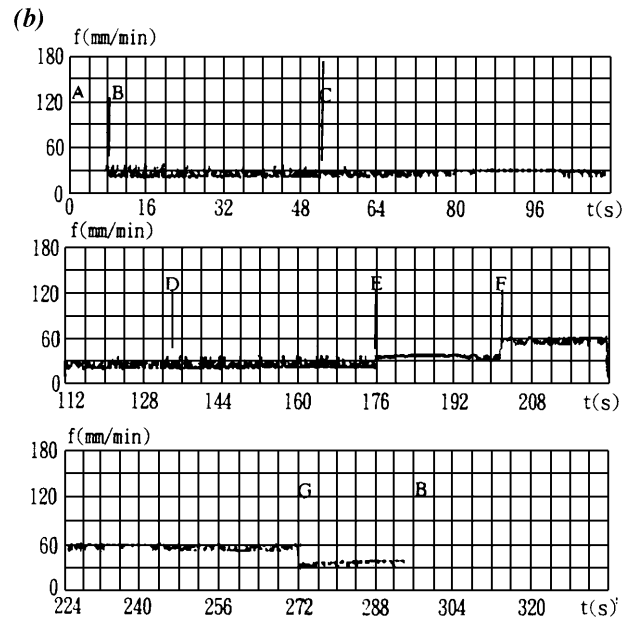 (b)
f(mm/min)
180
120
60
0
A B C
0 16 32 48 64 80 96 t(s)
f(mm/min)
180
120
60
0
D E F
112 128 144 160 176 192 208 t(s)
f(mm/min)
180
120
60
0
G B
224 240 256 272 288 304 320 t(s)